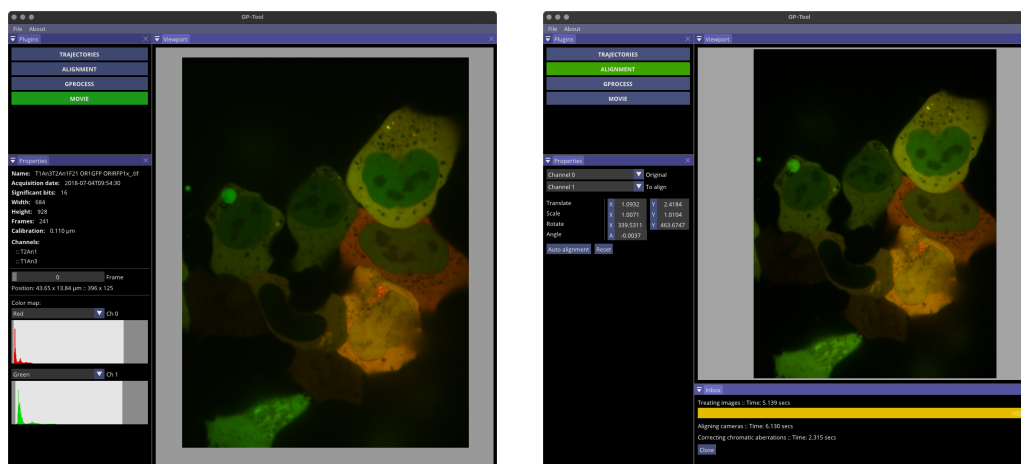 GP-Tool
File About
Plugins
Viewport
TRAJECTORIES
ALIGNMENT
GPROCESS
MOVIE
Properties
Name: T1An3T2An1F21 OR1GFP ORIRFP1x_.tif
Acquisition date: 2018-07-04T09:54:30
Significant bits: 16
Width: 684
Height: 928
Frames: 241
Calibration: 0.110 μm
Channels:
:: T2An1
:: T1An3
0 Frame
Position: 43.65 x 13.84 μm :: 396 x 125
Color map:
Red Ch 0
Green Ch 1
GP-Tool
File About
Plugins
Viewport
TRAJECTORIES
ALIGNMENT
GPROCESS
MOVIE
Properties
Channel 0 Original
Channel 1 To align
Translate X 1.0932 Y 2.4184
Scale X 1.0071 Y 1.0104
Rotate X 339.5311 Y 463.6747
Angle A -0.0037
Auto alignment Reset
Inbox
Treating images :: Time: 5.139 secs
Aligning cameras :: Time: 6.130 secs
Correcting chromatic aberrations :: Time: 2.315 secs
Close